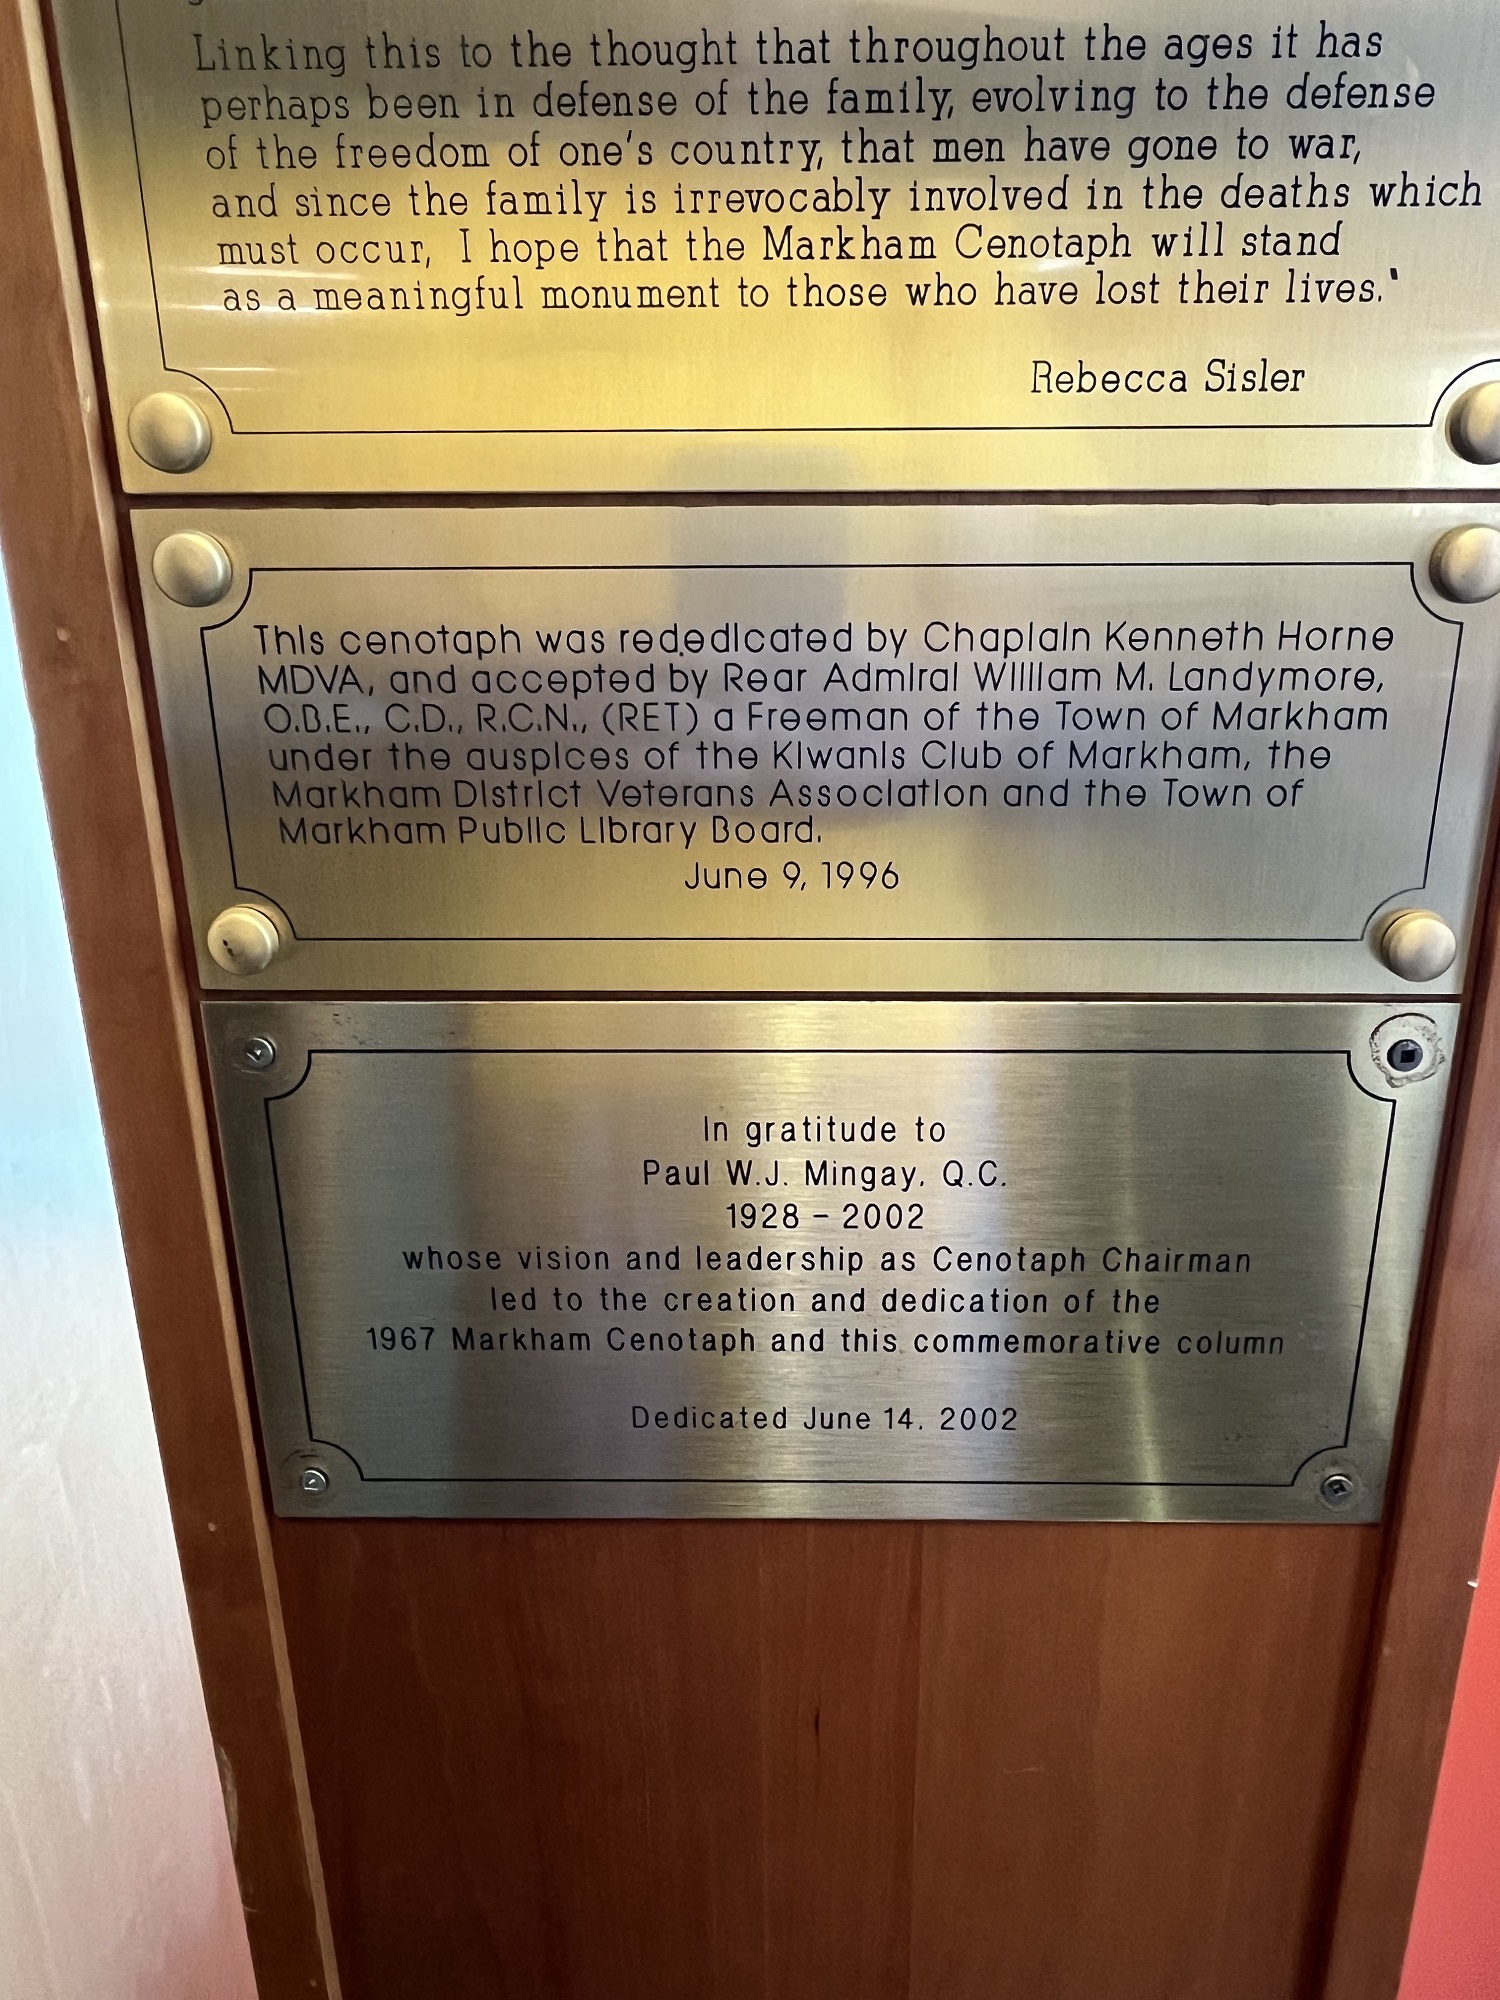 Linking this to the thought that throughout the ages it has
perhaps been in defense of the family, evolving to the defense
of the freedom of one's country, that men have gone to war,
and since the family is irrevocably involved in the deaths which
must occur, I hope that the Markham Cenotaph will stand
as a meaningful monument to those who have lost their lives.'
Rebecca Sisler
This cenotaph was rededicated by Chaplain Kenneth Horne
MDVA, and accepted by Rear Admiral William M. Landymore,
O.B.E., C.D., R.C.N., (RET) a Freeman of the Town of Markham
under the auspices of the Kiwanis Club of Markham, the
Markham District Veterans Association and the Town of
Markham Public Library Board.
June 9, 1996
In gratitude to
Paul W.J. Mingay, Q.C.
1928 - 2002
whose vision and leadership as Cenotaph Chairman
led to the creation and dedication of the
1967 Markham Cenotaph and this commemorative column
Dedicated June 14, 2002